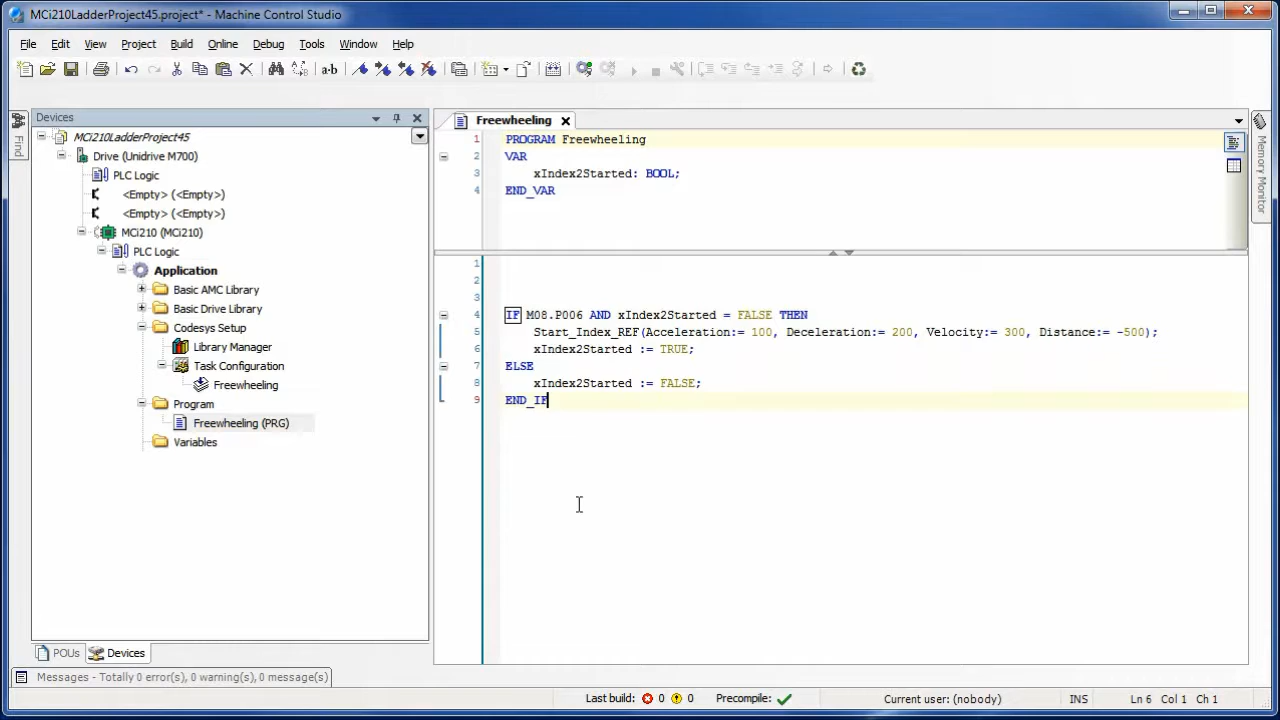 MCi210LadderProject45.project* - Machine Control Studio
File Edit View Project Build Online Debug Tools Window Help
a·b
Devices
Find
MCi210LadderProject45
Drive (Unidrive M700)
PLC Logic
<Empty> (<Empty>)
<Empty> (<Empty>)
MCi210 (MCi210)
PLC Logic
Application
Basic AMC Library
Basic Drive Library
Codesys Setup
Library Manager
Task Configuration
Freewheeling
Program
Freewheeling (PRG)
Variables
POUs Devices
Freewheeling
1 PROGRAM Freewheeling
2 VAR
3 xIndex2Started: BOOL;
4 END_VAR
1
2
3
4 IF M08.P006 AND xIndex2Started = FALSE THEN
5 Start_Index_REF(Acceleration:= 100, Deceleration:= 200, Velocity:= 300, Distance:= -500);
6 xIndex2Started := TRUE;
7 ELSE
8 xIndex2Started := FALSE;
9 END_IF
Memory Monitor
Messages - Totally 0 error(s), 0 warning(s), 0 message(s)
Last build: 0 0 Precompile: Current user: (nobody) INS Ln 6 Col 1 Ch 1